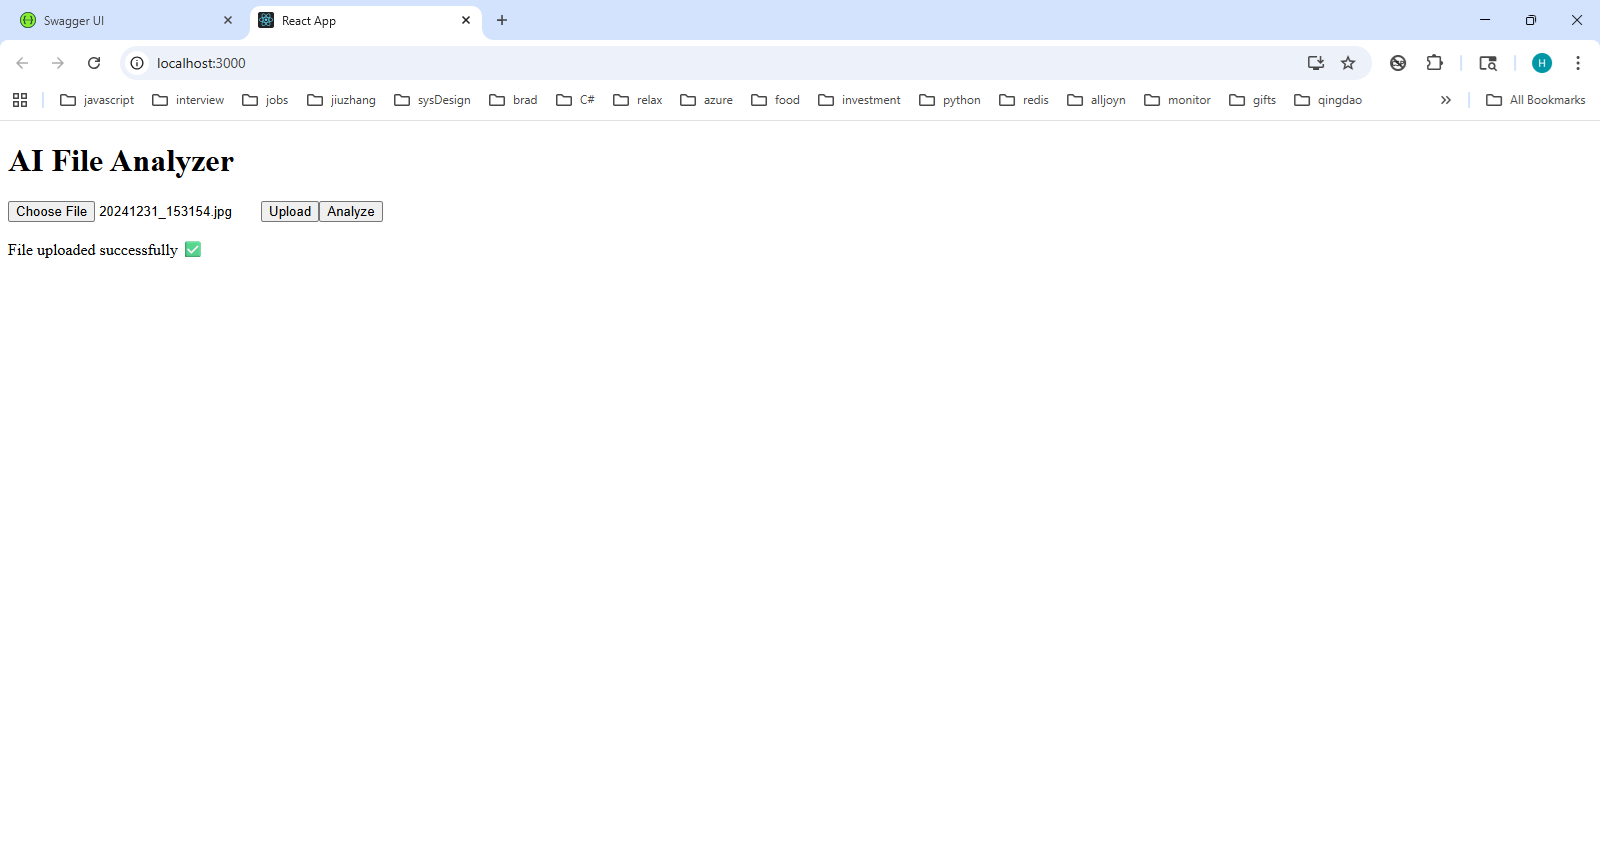 Swagger UI
React App
localhost:3000
H
javascript
interview
jobs
jiuzhang
sysDesign
brad
C#
relax
azure
food
investment
python
redis
alljoyn
monitor
gifts
qingdao
All Bookmarks
AI File Analyzer
Choose File 20241231_153154.jpg Upload Analyze
File uploaded successfully ✅